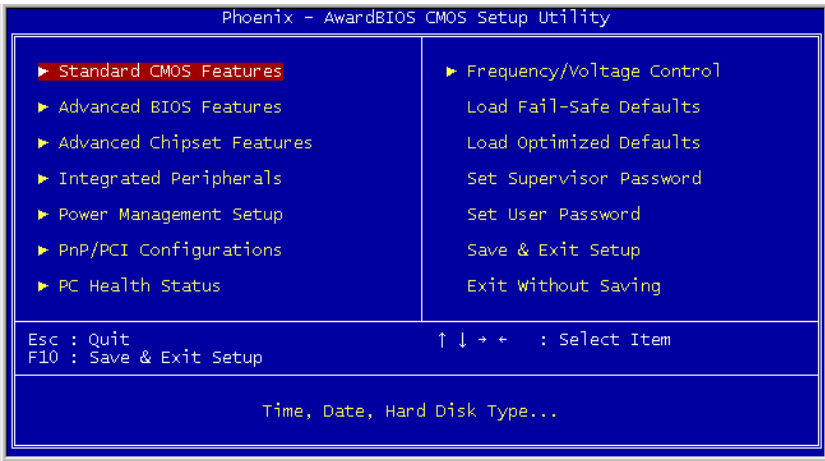 Phoenix - AwardBIOS CMOS Setup Utility
▶ Standard CMOS Features
▶ Advanced BIOS Features
▶ Advanced Chipset Features
▶ Integrated Peripherals
▶ Power Management Setup
▶ PnP/PCI Configurations
▶ PC Health Status
▶ Frequency/Voltage Control
Load Fail-Safe Defaults
Load Optimized Defaults
Set Supervisor Password
Set User Password
Save & Exit Setup
Exit Without Saving
Esc : Quit
F10 : Save & Exit Setup
↑ ↓ → ← : Select Item
Time, Date, Hard Disk Type...